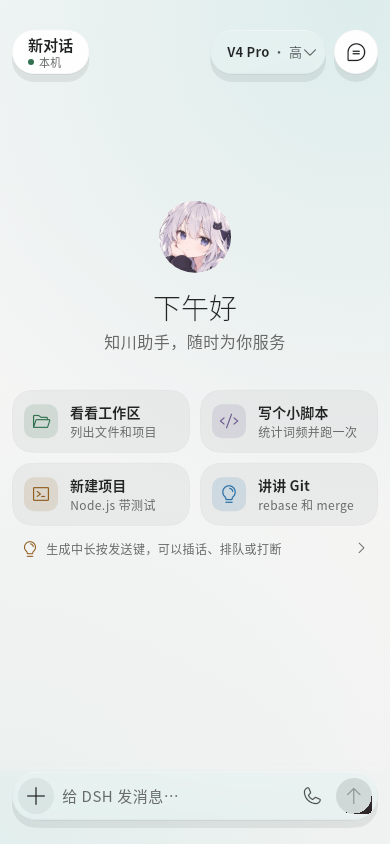 新对话
本机
V4 Pro · 高
下午好
知川助手，随时为你服务
看看工作区
列出文件和项目
写个小脚本
统计词频并跑一次
新建项目
Node.js 带测试
讲讲 Git
rebase 和 merge
生成中长按发送键，可以插话、排队或打断
给 DSH 发消息…